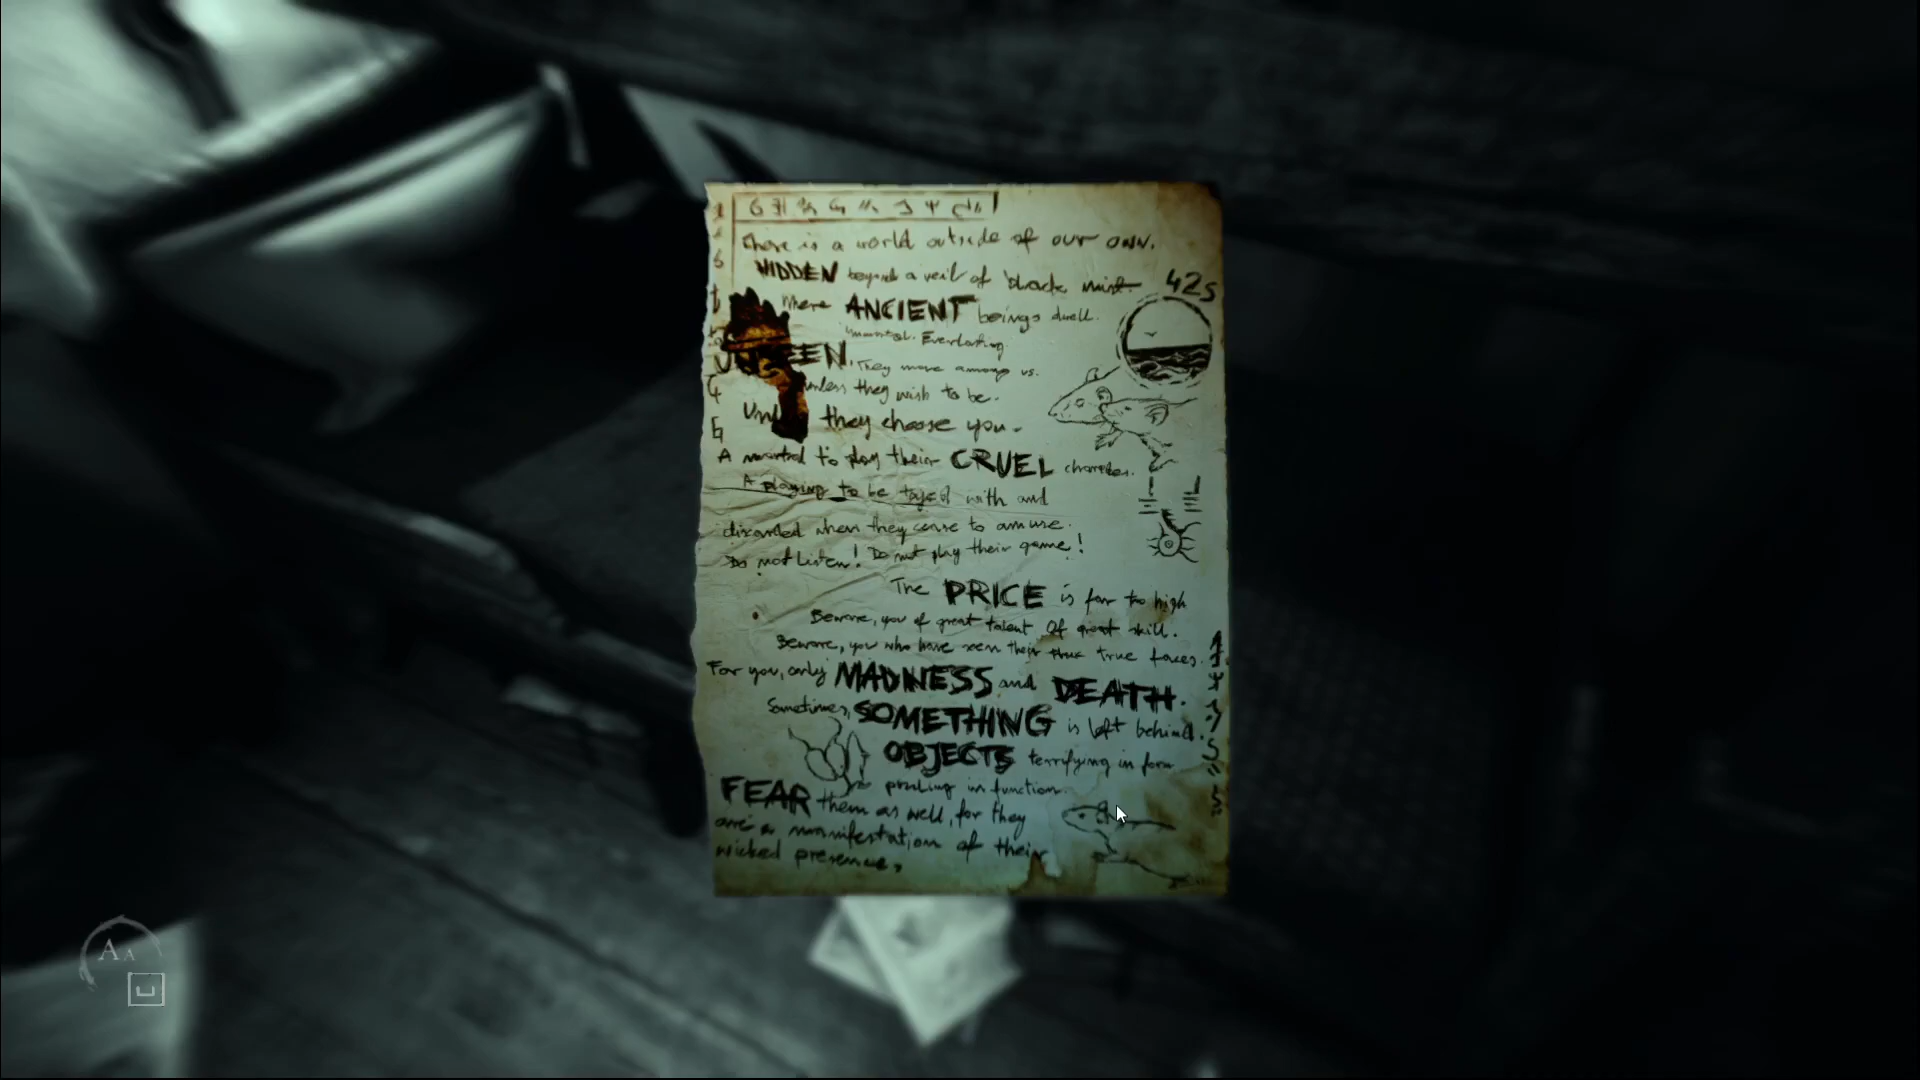 There is a world outside of our own.
HIDDEN beyond a veil of black mist
425
Where ANCIENT beings dwell.
Immortal. Everlasting.
They move among us.
unless they wish to be.
they choose you.
A mortal to play their CRUEL charades.
A playing to be toyed with and
discarded when they cease to amuse.
Do not Listen! Do not play their game!
The PRICE is far too high
Beware, you of great talent Of great skill.
Beware, you who have seen their true faces.
For you, only MADNESS and DEATH.
Sometimes, SOMETHING is left behind.
OBJECTS terrifying in form
puzzling in function.
FEAR them as well, for they
are a manifestation of their
wicked presence,
AA